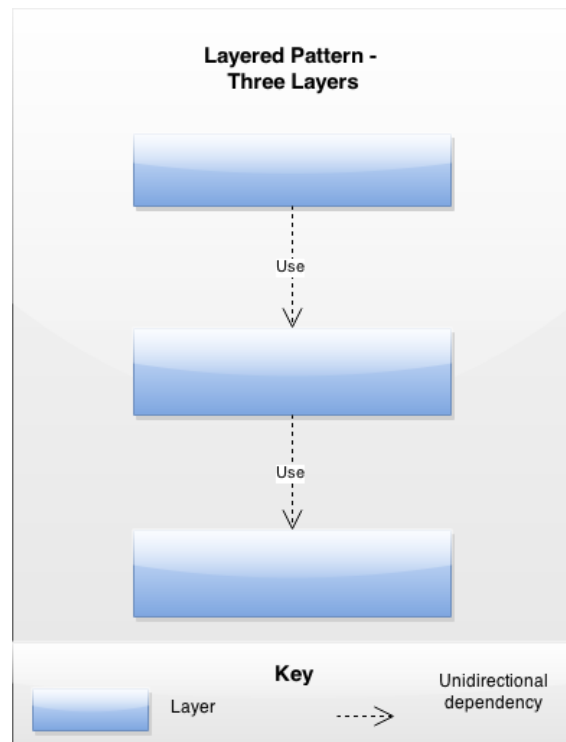 Layered Pattern -
Three Layers
Use
Use
Key
Layer
Unidirectional
dependency